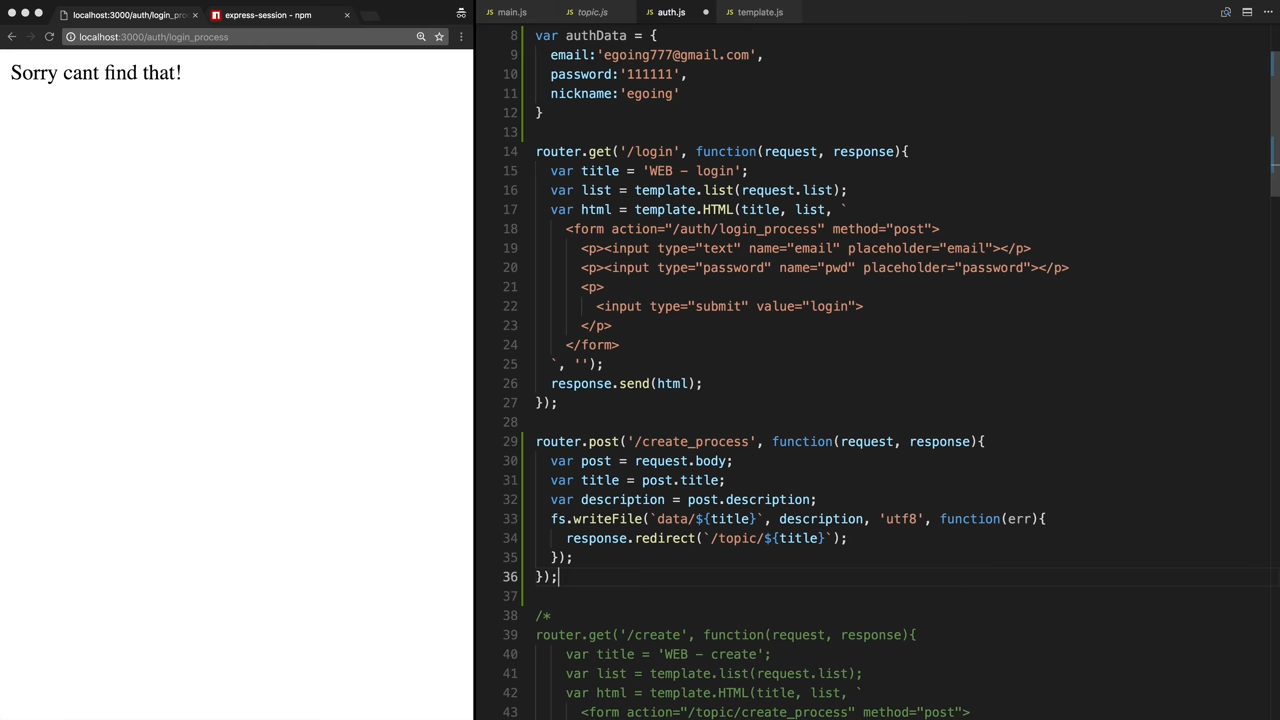 localhost:3000/auth/login_pro
express-session - npm
main.js
topic.js
auth.js
template.js
localhost:3000/auth/login_process
Sorry cant find that!
8 var authData = {
9 email:'egoing777@gmail.com',
10 password:'111111',
11 nickname:'egoing'
12 }
13
14 router.get('/login', function(request, response){
15 var title = 'WEB - login';
16 var list = template.list(request.list);
17 var html = template.HTML(title, list, `
18 <form action="/auth/login_process" method="post">
19 <p><input type="text" name="email" placeholder="email"></p>
20 <p><input type="password" name="pwd" placeholder="password"></p>
21 <p>
22 <input type="submit" value="login">
23 </p>
24 </form>
25 `, '');
26 response.send(html);
27 });
28
29 router.post('/create_process', function(request, response){
30 var post = request.body;
31 var title = post.title;
32 var description = post.description;
33 fs.writeFile(`data/${title}`, description, 'utf8', function(err){
34 response.redirect(`/topic/${title}`);
35 });
36 });
37
38 /*
39 router.get('/create', function(request, response){
40 var title = 'WEB - create';
41 var list = template.list(request.list);
42 var html = template.HTML(title, list, `
43 <form action="/topic/create_process" method="post">